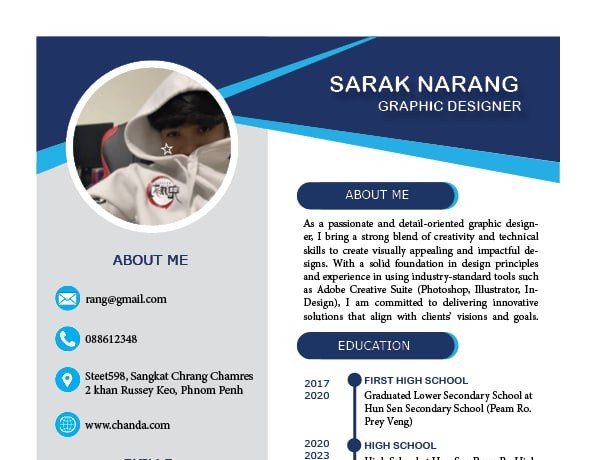 SARAK NARANG
GRAPHIC DESIGNER
ABOUT ME
rang@gmail.com
088612348
Steet598, Sangkat Chrang Chamres
2 khan Russey Keo, Phnom Penh
www.chanda.com
ABOUT ME
As a passionate and detail-oriented graphic design-
er, I bring a strong blend of creativity and technical
skills to create visually appealing and impactful de-
signs. With a solid foundation in design principles
and experience in using industry-standard tools such
as Adobe Creative Suite (Photoshop, Illustrator, In-
Design), I am committed to delivering innovative
solutions that align with clients' visions and goals.
EDUCATION
2017
2020
FIRST HIGH SCHOOL
Graduated Lower Secondary School at
Hun Sen Secondary School (Peam Ro.
Prey Veng)
2020
2023
HIGH SCHOOL